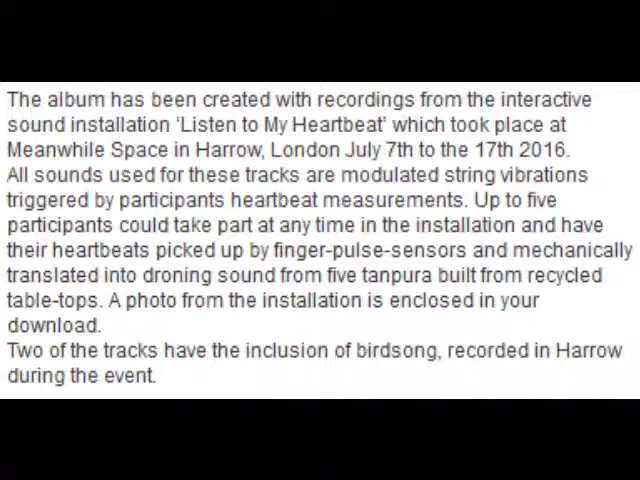 The album has been created with recordings from the interactive
sound installation ‘Listen to My Heartbeat’ which took place at
Meanwhile Space in Harrow, London July 7th to the 17th 2016.
All sounds used for these tracks are modulated string vibrations
triggered by participants heartbeat measurements. Up to five
participants could take part at any time in the installation and have
their heartbeats picked up by finger-pulse-sensors and mechanically
translated into droning sound from five tanpura built from recycled
table-tops. A photo from the installation is enclosed in your
download.
Two of the tracks have the inclusion of birdsong, recorded in Harrow
during the event.